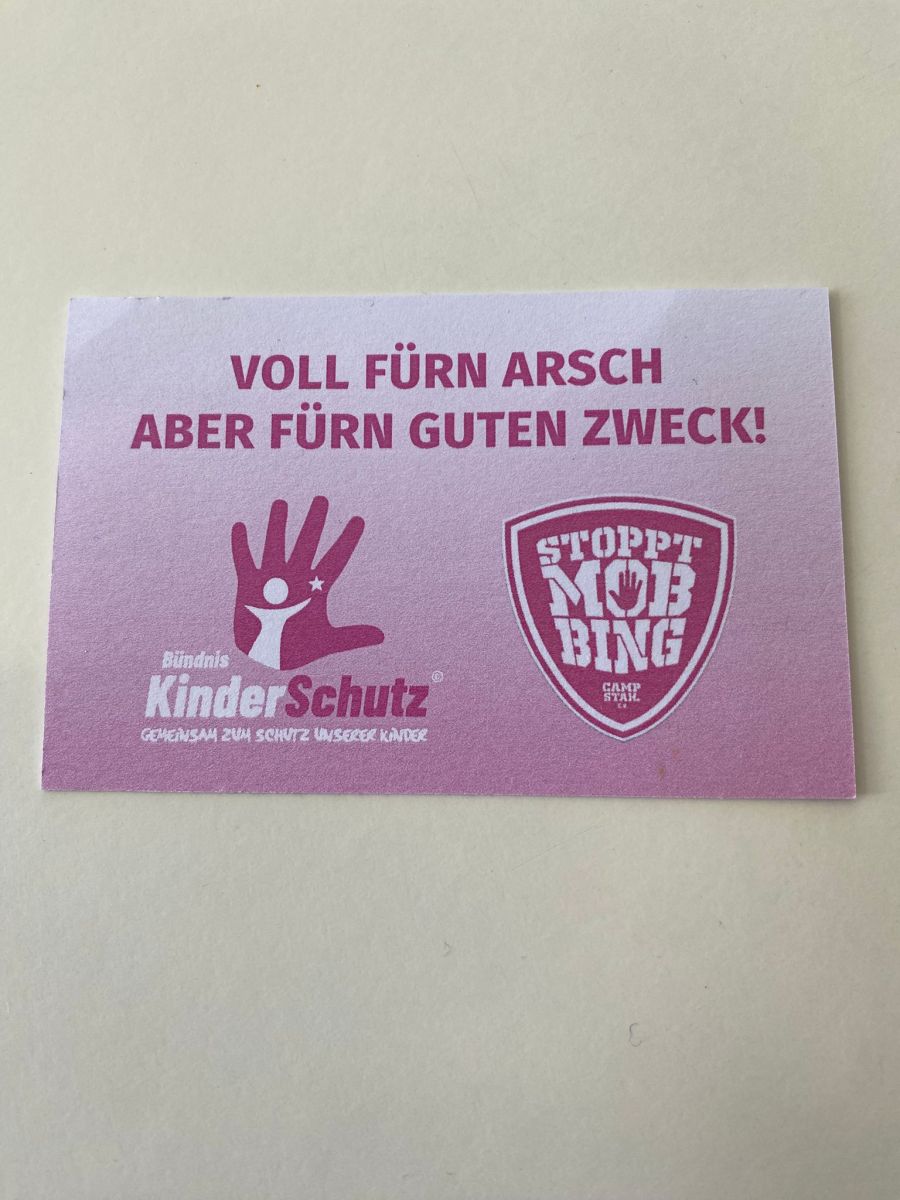 VOLL FÜRN ARSCH
ABER FÜRN GUTEN ZWECK!
Bündnis
KinderSchutz©
GEMEINSAM ZUM SCHUTZ UNSERER KINDER
STOPPT
MOB
BING
CAMP
STAHL
E.V.